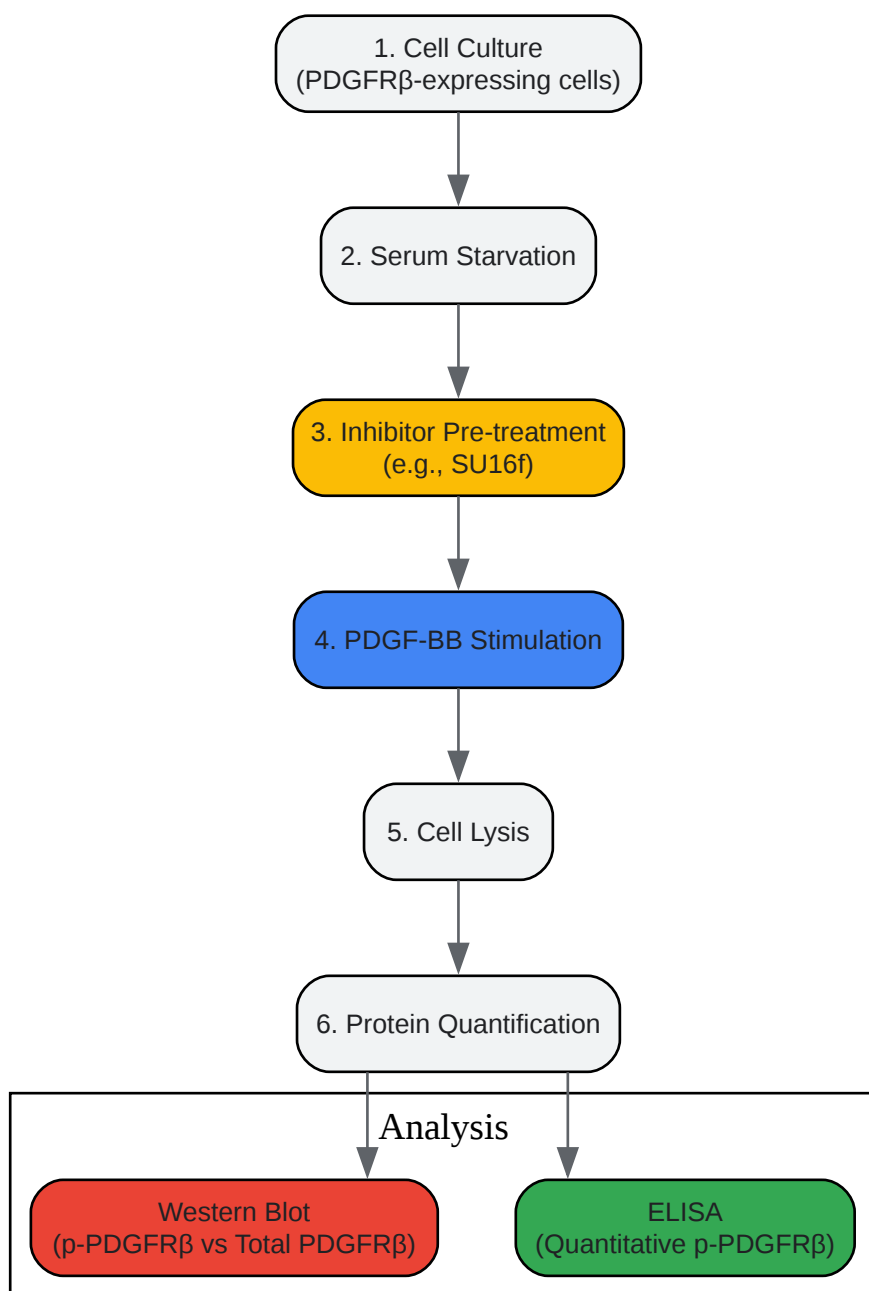 1. Cell Culture
(PDGFRβ-expressing cells)
2. Serum Starvation
3. Inhibitor Pre-treatment
(e.g., SU16f)
4. PDGF-BB Stimulation
5. Cell Lysis
6. Protein Quantification
Analysis
Western Blot
(p-PDGFRβ vs Total PDGFRβ)
ELISA
(Quantitative p-PDGFRβ)